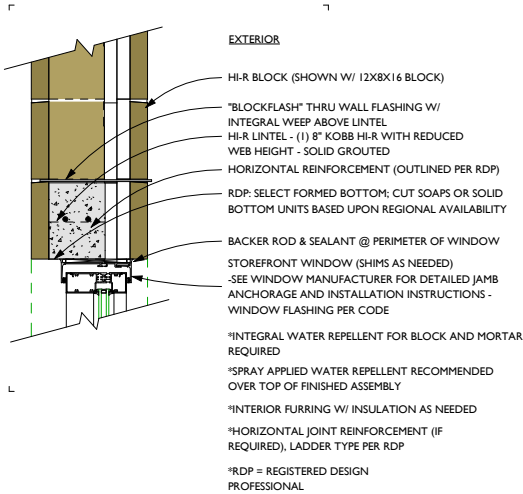 EXTERIOR
HI-R BLOCK (SHOWN W/ 12X8X16 BLOCK)
"BLOCKFLASH" THRU WALL FLASHING W/
INTEGRAL WEEP ABOVE LINTEL
HI-R LINTEL - (1) 8" KOBB HI-R WITH REDUCED
WEB HEIGHT - SOLID GROUTED
HORIZONTAL REINFORCEMENT (OUTLINED PER RDP)
RDP: SELECT FORMED BOTTOM; CUT SOAPS OR SOLID
BOTTOM UNITS BASED UPON REGIONAL AVAILABILITY
BACKER ROD & SEALANT @ PERIMETER OF WINDOW
STOREFRONT WINDOW (SHIMS AS NEEDED)
-SEE WINDOW MANUFACTURER FOR DETAILED JAMB
ANCHORAGE AND INSTALLATION INSTRUCTIONS -
WINDOW FLASHING PER CODE
*INTEGRAL WATER REPELLENT FOR BLOCK AND MORTAR
REQUIRED
*SPRAY APPLIED WATER REPELLENT RECOMMENDED
OVER TOP OF FINISHED ASSEMBLY
*INTERIOR FURRING W/ INSULATION AS NEEDED
*HORIZONTAL JOINT REINFORCEMENT (IF
REQUIRED), LADDER TYPE PER RDP
*RDP = REGISTERED DESIGN
PROFESSIONAL